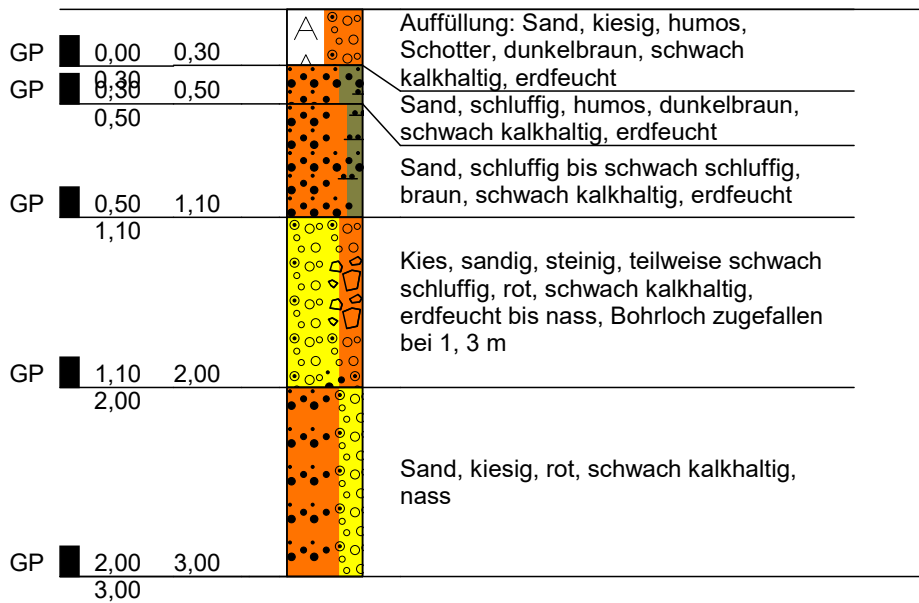 Auffüllung: Sand, kiesig, humos,
Schotter, dunkelbraun, schwach
kalkhaltig, erdfeucht
GP 0,00 0,30
0,30
A
A
Sand, schluffig, humos, dunkelbraun,
schwach kalkhaltig, erdfeucht
GP 0,30 0,50
0,50
Sand, schluffig bis schwach schluffig,
braun, schwach kalkhaltig, erdfeucht
GP 0,50 1,10
1,10
Kies, sandig, steinig, teilweise schwach
schluffig, rot, schwach kalkhaltig,
erdfeucht bis nass, Bohrloch zugefallen
bei 1, 3 m
GP 1,10 2,00
2,00
Sand, kiesig, rot, schwach kalkhaltig,
nass
GP 2,00 3,00
3,00